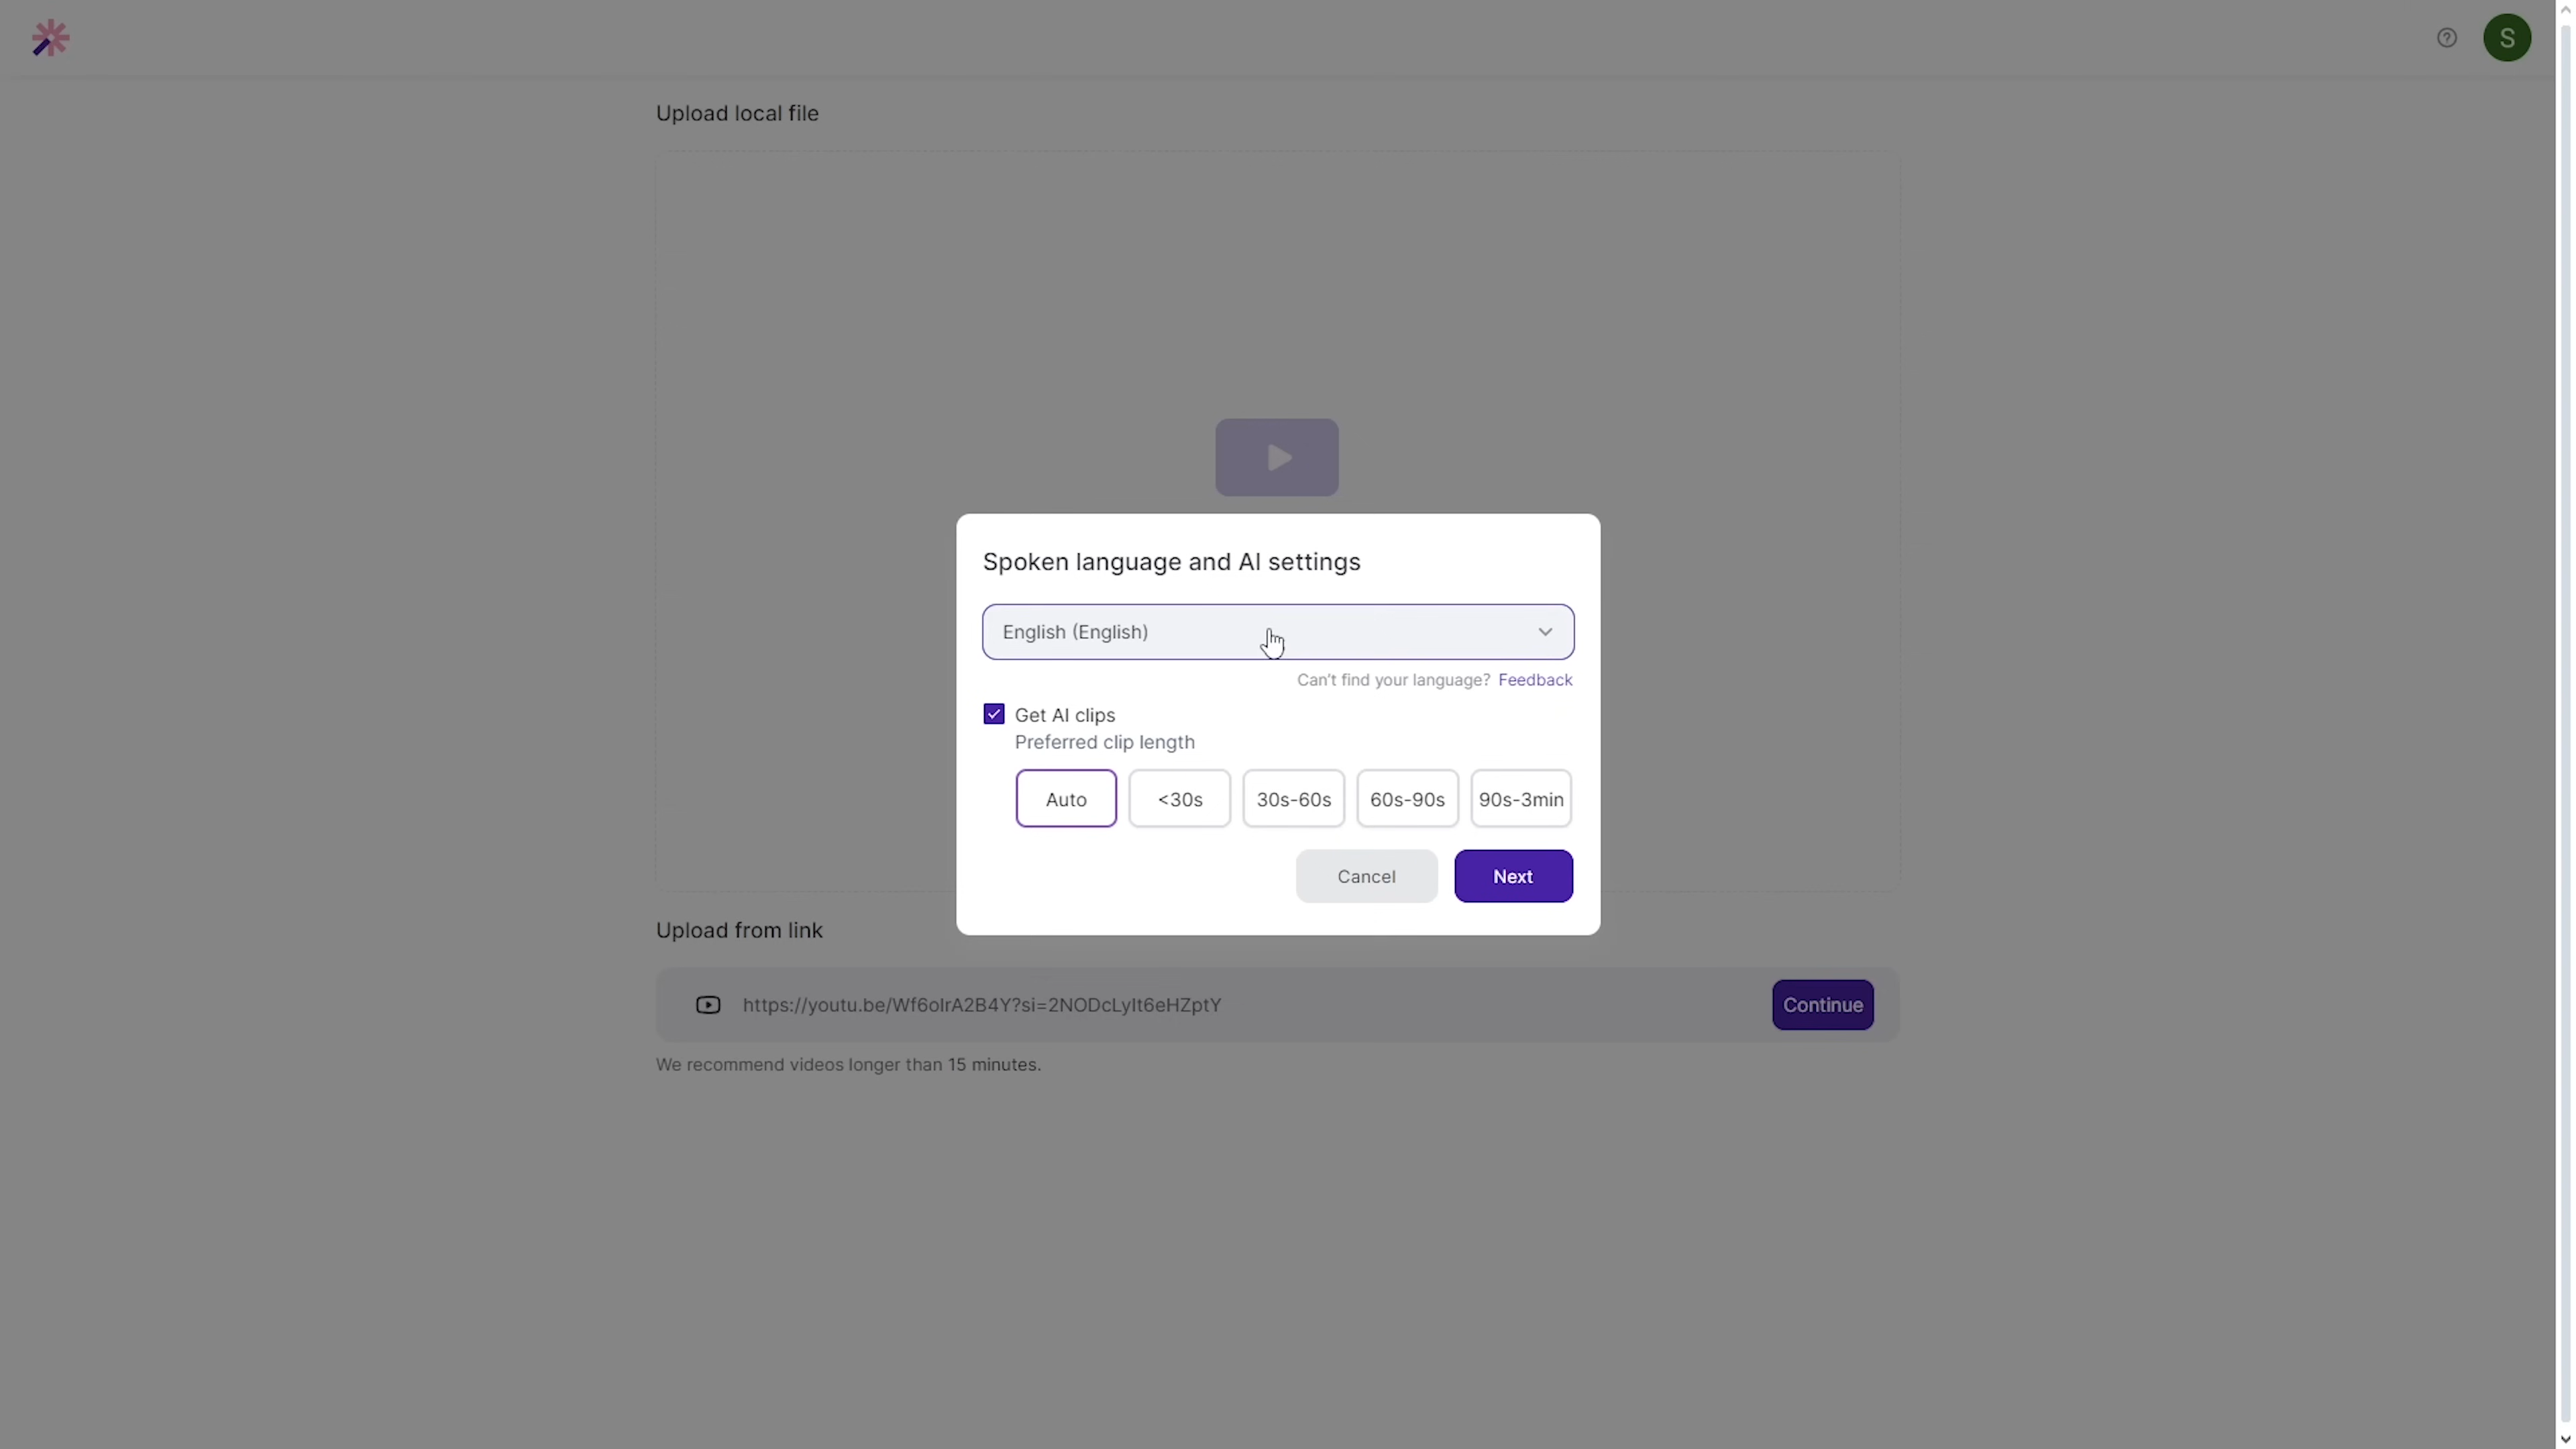 S
Upload local file
Spoken language and AI settings
English (English)
Can't find your language? Feedback
Get AI clips
Preferred clip length
Auto
<30s
30s-60s
60s-90s
90s-3min
Cancel
Next
Upload from link
https://youtu.be/Wf6oIrA2B4Y?si=2NODcLyIt6eHZptY
Continue
We recommend videos longer than 15 minutes.